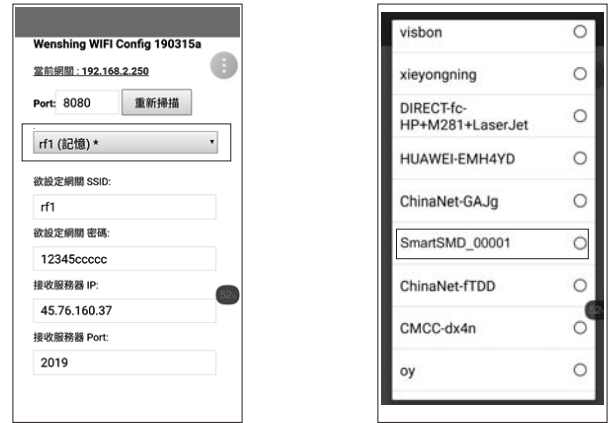 Wenshing WIFI Config 190315a
當前網關 : 192.168.2.250
Port: 8080 重新掃描
rf1 (記憶) *
欲設定網關 SSID:
rf1
欲設定網關 密碼:
12345ccccc
接收服務器 IP:
45.76.160.37
接收服務器 Port:
2019
visbon
xieyongning
DIRECT-fc-
HP+M281+LaserJet
HUAWEI-EMH4YD
ChinaNet-GAJg
SmartSMD_00001
ChinaNet-fTDD
CMCC-dx4n
oy